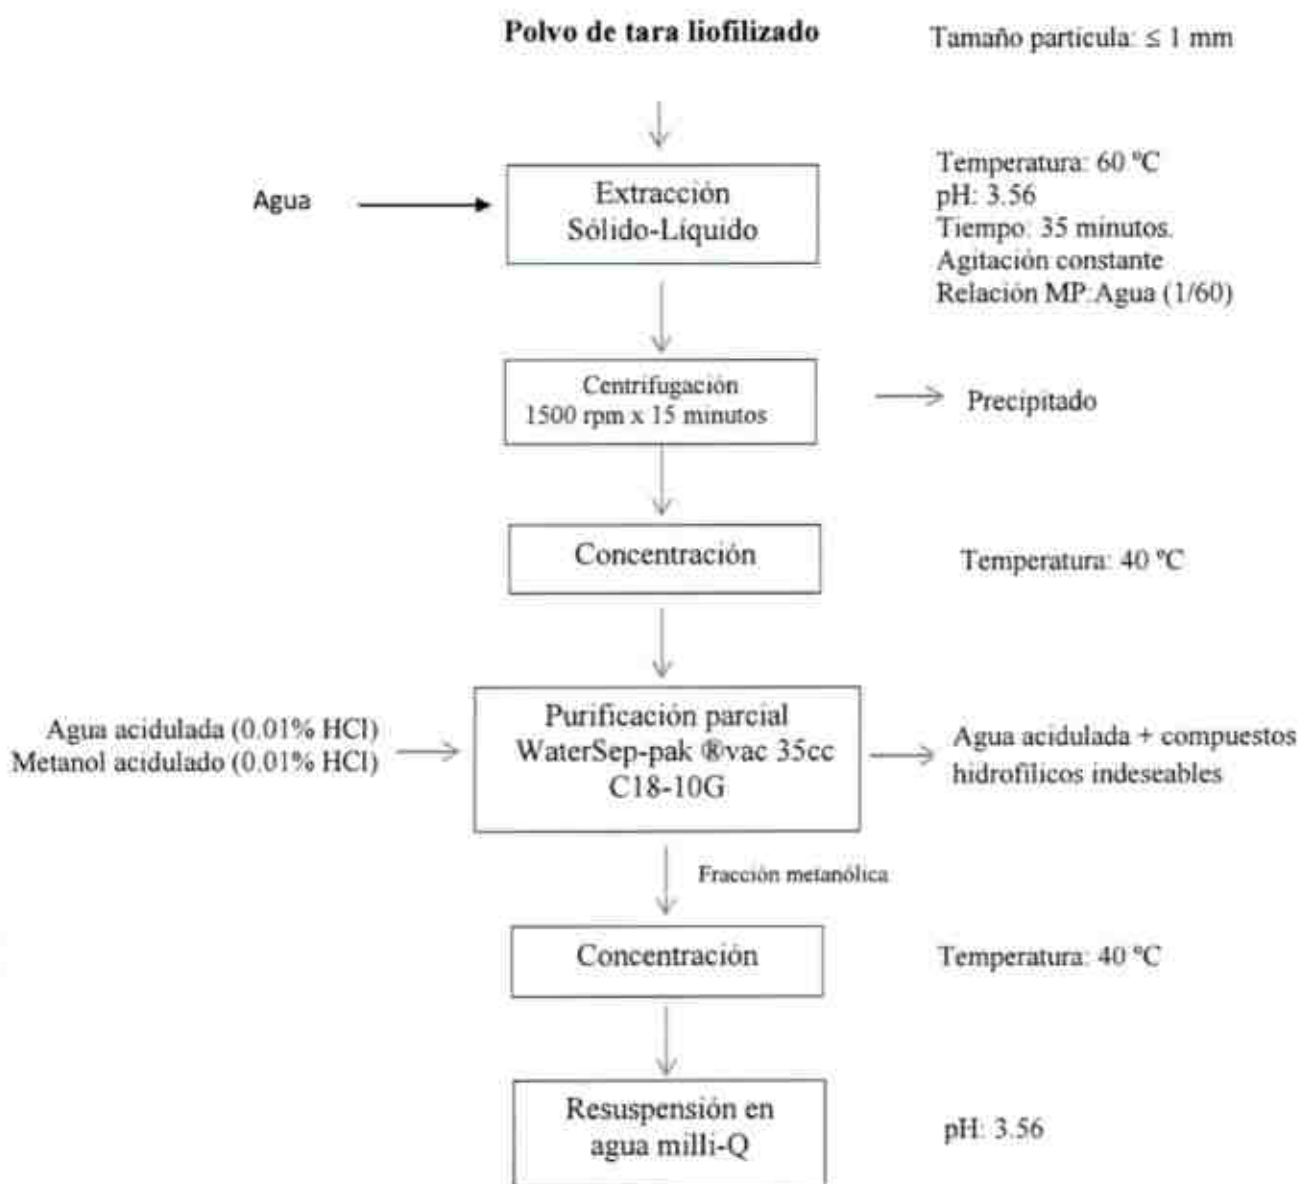 Polvo de tara liofilizado
Tamaño partícula: ≤ 1 mm
Agua
Extracción
Sólido-Líquido
Temperatura: 60 ºC
pH: 3.56
Tiempo: 35 minutos.
Agitación constante
Relación MP:Agua (1/60)
Centrifugación
1500 rpm x 15 minutos
Precipitado
Concentración
Temperatura: 40 ºC
Agua acidulada (0.01% HCl)
Metanol acidulado (0.01% HCl)
Purificación parcial
WaterSep-pak ®vac 35cc
C18-10G
Agua acidulada + compuestos
hidrofílicos indeseables
Fracción metanólica
Concentración
Temperatura: 40 ºC
Resuspensión en
agua milli-Q
pH: 3.56